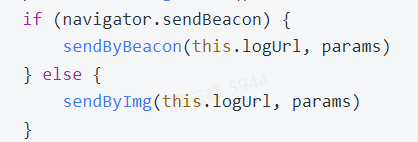 if (navigator.sendBeacon) {
    sendByBeacon(this.logUrl, params)
} else {
    sendByImg(this.logUrl, params)
}